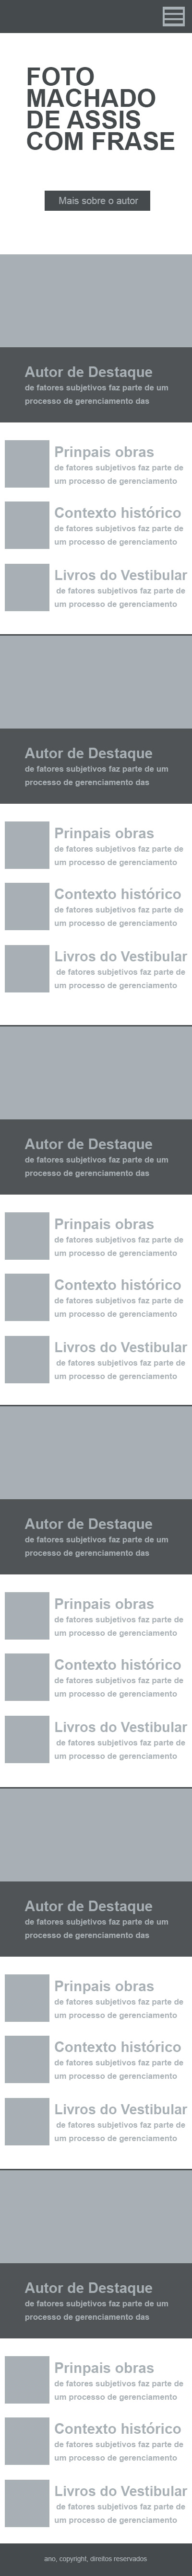 FOTO
MACHADO
DE ASSIS
COM FRASE
Mais sobre o autor
Autor de Destaque
de fatores subjetivos faz parte de um
processo de gerenciamento das
Prinpais obras
de fatores subjetivos faz parte de
um processo de gerenciamento
Contexto histórico
de fatores subjetivos faz parte de
um processo de gerenciamento
Livros do Vestibular
de fatores subjetivos faz parte de
um processo de gerenciamento
Autor de Destaque
de fatores subjetivos faz parte de um
processo de gerenciamento das
Prinpais obras
de fatores subjetivos faz parte de
um processo de gerenciamento
Contexto histórico
de fatores subjetivos faz parte de
um processo de gerenciamento
Livros do Vestibular
de fatores subjetivos faz parte de
um processo de gerenciamento
Autor de Destaque
de fatores subjetivos faz parte de um
processo de gerenciamento das
Prinpais obras
de fatores subjetivos faz parte de
um processo de gerenciamento
Contexto histórico
de fatores subjetivos faz parte de
um processo de gerenciamento
Livros do Vestibular
de fatores subjetivos faz parte de
um processo de gerenciamento
Autor de Destaque
de fatores subjetivos faz parte de um
processo de gerenciamento das
Prinpais obras
de fatores subjetivos faz parte de
um processo de gerenciamento
Contexto histórico
de fatores subjetivos faz parte de
um processo de gerenciamento
Livros do Vestibular
de fatores subjetivos faz parte de
um processo de gerenciamento
Autor de Destaque
de fatores subjetivos faz parte de um
processo de gerenciamento das
Prinpais obras
de fatores subjetivos faz parte de
um processo de gerenciamento
Contexto histórico
de fatores subjetivos faz parte de
um processo de gerenciamento
Livros do Vestibular
de fatores subjetivos faz parte de
um processo de gerenciamento
Autor de Destaque
de fatores subjetivos faz parte de um
processo de gerenciamento das
Prinpais obras
de fatores subjetivos faz parte de
um processo de gerenciamento
Contexto histórico
de fatores subjetivos faz parte de
um processo de gerenciamento
Livros do Vestibular
de fatores subjetivos faz parte de
um processo de gerenciamento
ano, copyright, direitos reservados